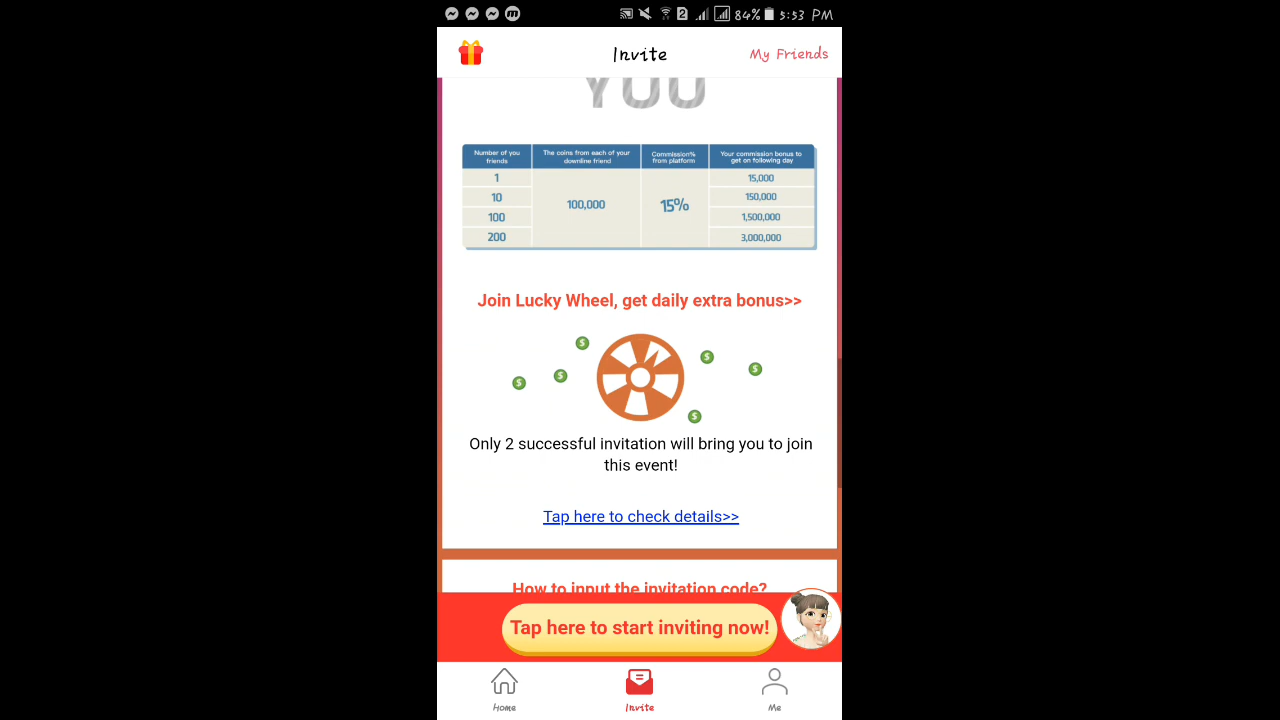 2 84% 5:53 PM
Invite
My Friends
YOU
Number of you friends
The coins from each of your downline friend
Commission% from platform
Your commission bonus to get on following day
1
100,000
15%
15,000
10
150,000
100
1,500,000
200
3,000,000
Join Lucky Wheel, get daily extra bonus>>
$ $ $ $ $ $
Only 2 successful invitation will bring you to join
this event!
Tap here to check details>>
How to input the invitation code?
Tap here to start inviting now!
Home
Invite
Me